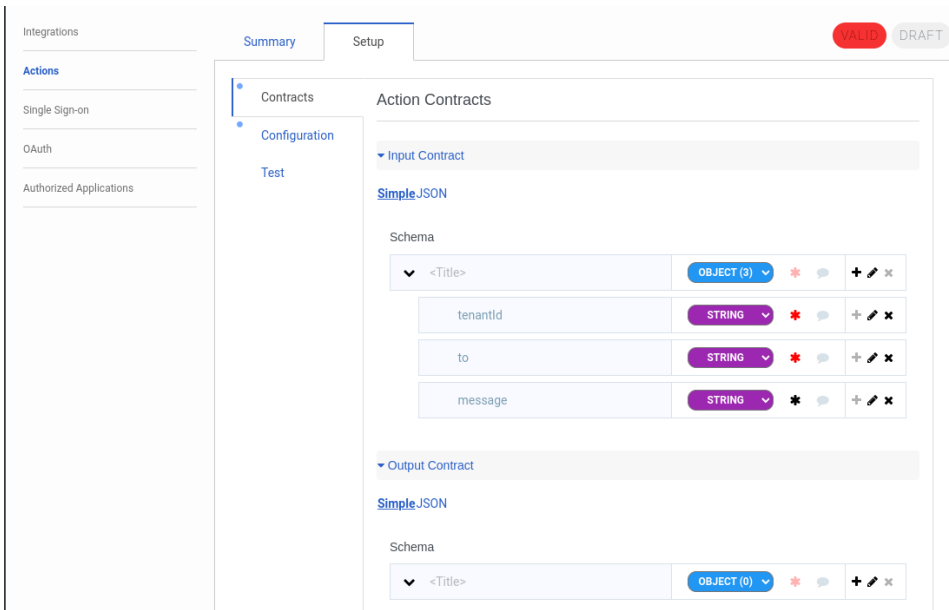 Integrations
Actions
Single Sign-on
OAuth
Authorized Applications
Summary
Setup
VALID
DRAFT
Contracts
Configuration
Test
Action Contracts
Input Contract
Simple JSON
Schema
<Title> OBJECT (3)
tenantId STRING
to STRING
message STRING
Output Contract
Simple JSON
Schema
<Title> OBJECT (0)